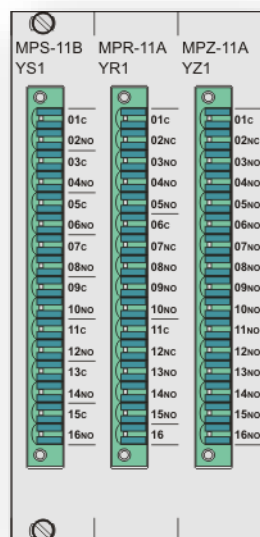 MPS-11B
YS1
01C
02NO
03C
04NO
05C
06NO
07C
08NO
09C
10NO
11C
12NO
13C
14NO
15C
16NO
MPR-11A
YR1
01C
02NC
03NO
04NO
05NO
06C
07NC
08NO
09NO
10NO
11C
12NC
13NO
14NO
15NO
16
MPZ-11A
YZ1
01C
02NC
03NO
04NO
05NO
06NO
07NO
08NO
09NO
10NO
11NO
12NO
13NO
14NO
15NO
16NO